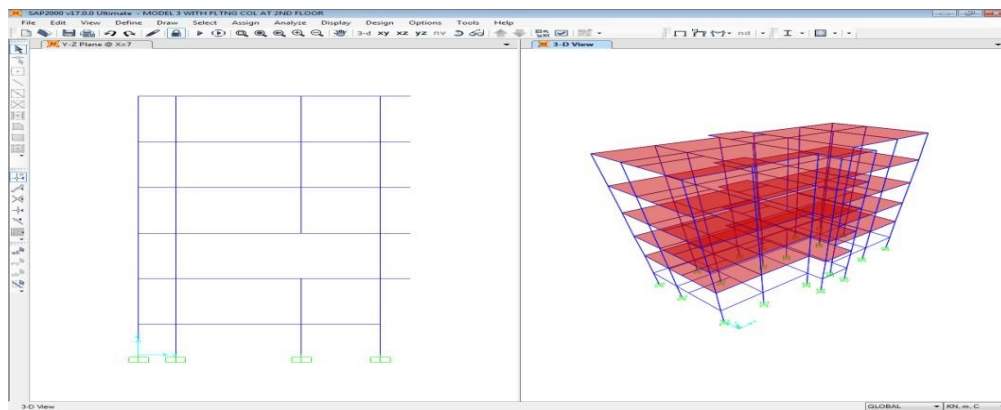 SAP2000 v17.0.0 Ultimate - MODEL 3 WITH FLTNG COL AT 2ND FLOOR
File Edit View Define Draw Select Assign Analyze Display Design Options Tools Help
3-d xy xz yz nv nd
Y-Z Plane @ X=7
3-D View
3-D View
GLOBAL
KN, m, C